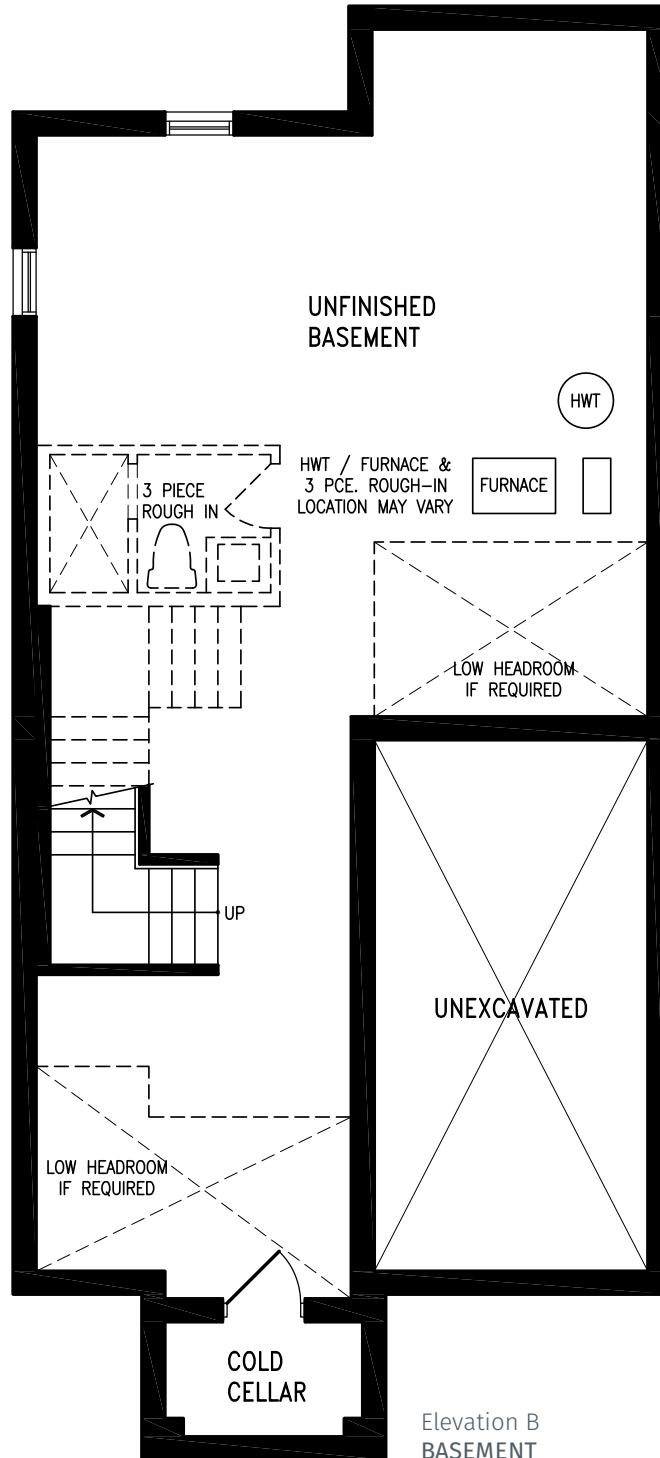 UNFINISHED
BASEMENT
HWT
3 PIECE
ROUGH IN
HWT / FURNACE &
3 PCE. ROUGH-IN
LOCATION MAY VARY
FURNACE
LOW HEADROOM
IF REQUIRED
UP
UNEXCAVATED
LOW HEADROOM
IF REQUIRED
COLD
CELLAR
Elevation B
BASEMENT